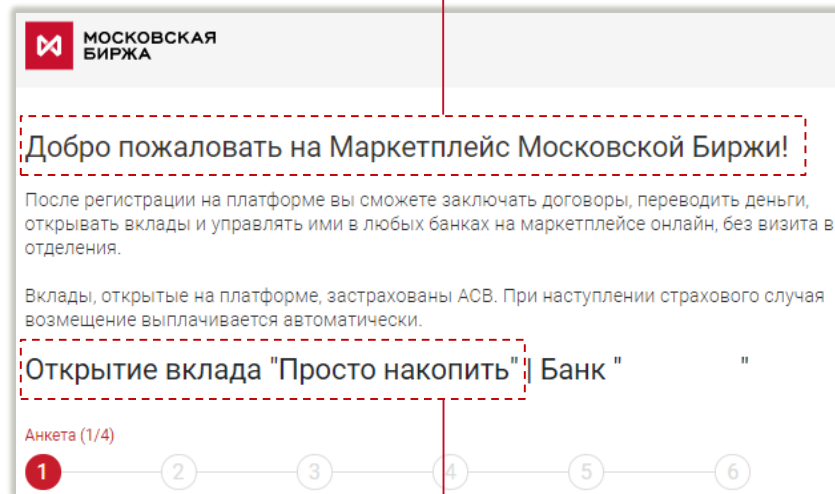 МОСКОВСКАЯ
БИРЖА
Добро пожаловать на Маркетплейс Московской Биржи!
После регистрации на платформе вы сможете заключать договоры, переводить деньги,
открывать вклады и управлять ими в любых банках на маркетплейсе онлайн, без визита в
отделения.
Вклады, открытые на платформе, застрахованы АСВ. При наступлении страхового случая
возмещение выплачивается автоматически.
Открытие вклада "Просто накопить" | Банк " "
Анкета (1/4)
1 2 3 4 5 6